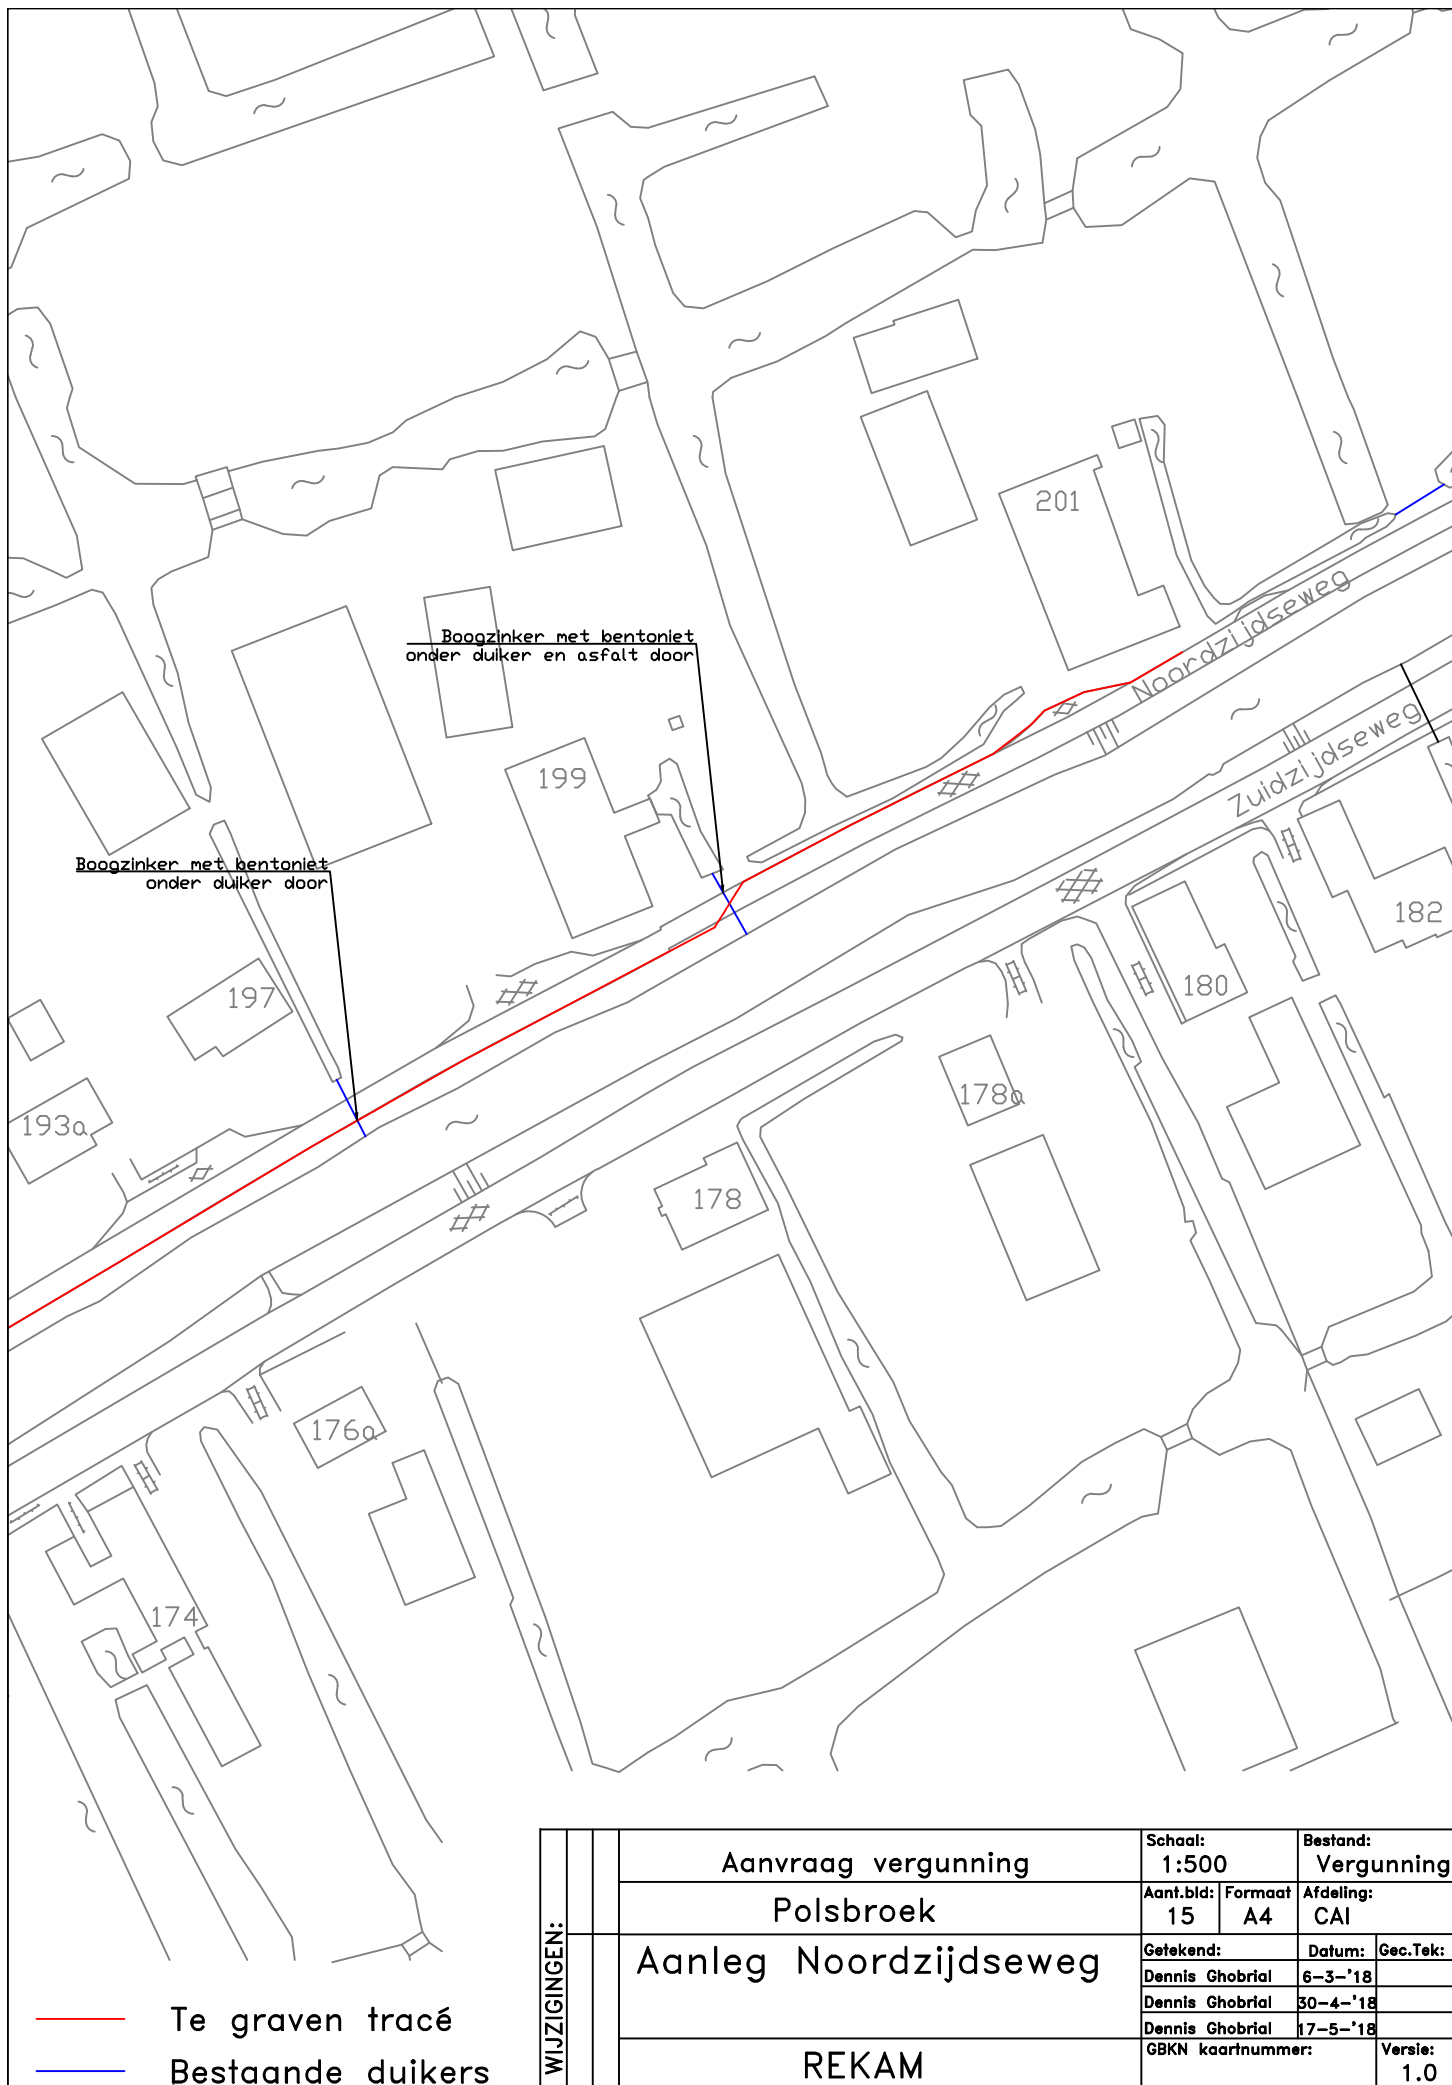 201
Noordzijdseweg
Boogzinker met bentoniet
onder duiker en asfalt door
Zuidzijdseweg
199
Boogzinker met bentoniet
onder duiker door
182
197
180
178a
193a
178
176a
174
Aanvraag vergunning
Schaal:
1:500
Bestand:
Vergunning
Polsbroek
Aant.bld:
15
Formaat
A4
Afdeling:
CAI
WIJZIGINGEN:
Aanleg Noordzijdseweg
Getekend:
Datum:
Gec.Tek:
Dennis Ghobrial
6-3-'18
Dennis Ghobrial
30-4-'18
Dennis Ghobrial
17-5-'18
REKAM
GBKN kaartnummer:
Versie:
1.0
Te graven tracé
Bestaande duikers